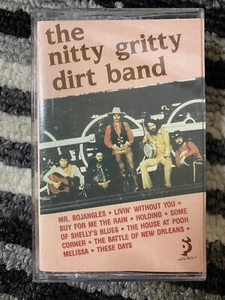 the
nitty gritty
dirt band
MR. BOJANGLES • LIVIN' WITHOUT YOU •
BUY FOR ME THE RAIN • HOLDING • SOME
OF SHELLY'S BLUES • THE HOUSE AT POOH
CORNER • THE BATTLE OF NEW ORLEANS •
MELISSA • THESE DAYS